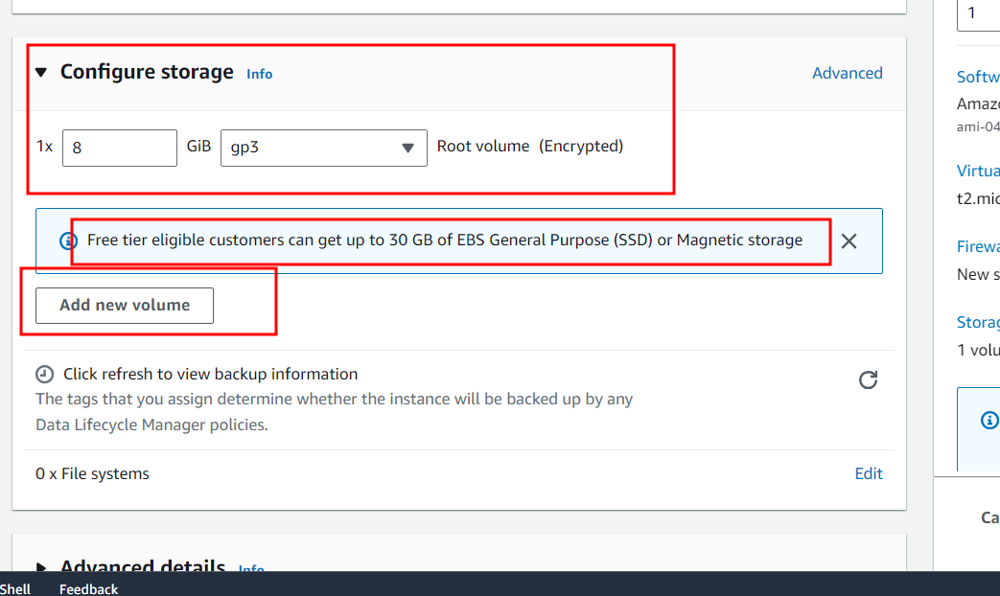 1
Configure storage Info
Advanced
1x 8 GiB gp3 Root volume (Encrypted)
Free tier eligible customers can get up to 30 GB of EBS General Purpose (SSD) or Magnetic storage
Add new volume
Click refresh to view backup information
The tags that you assign determine whether the instance will be backed up by any
Data Lifecycle Manager policies.
0 x File systems
Edit
Advanced details Info
Shell Feedback
Softw
Amazo
ami-04
Virtua
t2.mic
Firewa
New s
Storag
1 volu
Ca